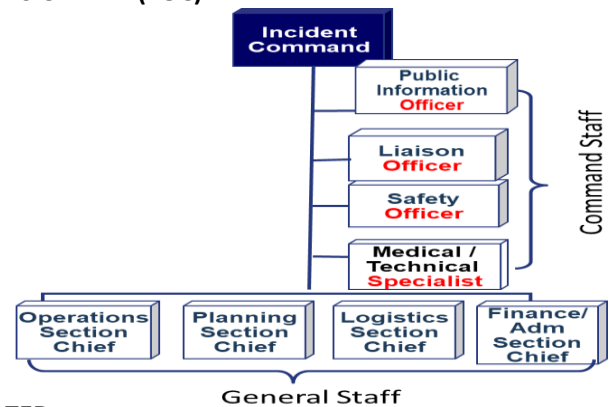 Incident
Command
Public
Information
Officer
Liaison
Officer
Safety
Officer
Medical /
Technical
Specialist
Command Staff
Operations
Section
Chief
Planning
Section
Chief
Logistics
Section
Chief
Finance/
Adm
Section
Chief
General Staff